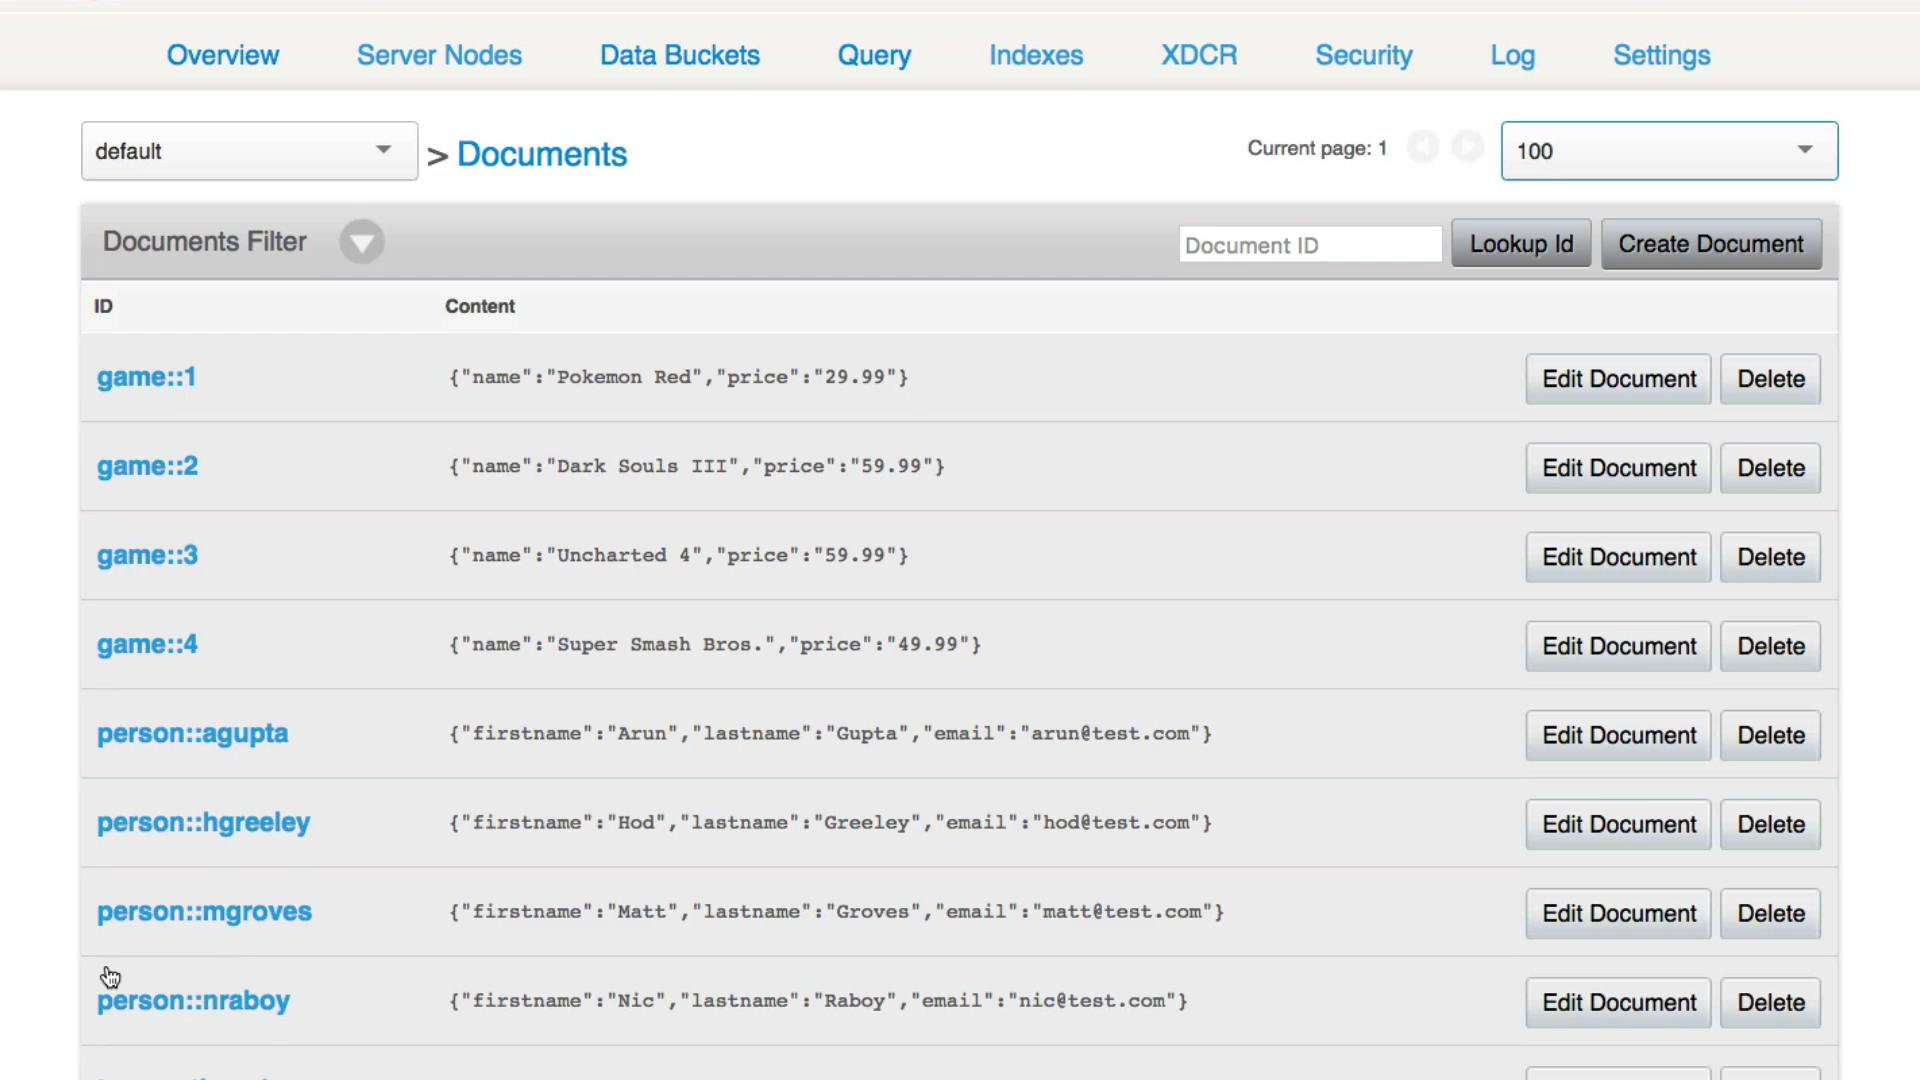 Overview Server Nodes Data Buckets Query Indexes XDCR Security Log Settings
default > Documents Current page: 1 100
Documents Filter Document ID Lookup Id Create Document
ID Content
game::1 {"name":"Pokemon Red","price":"29.99"} Edit Document Delete
game::2 {"name":"Dark Souls III","price":"59.99"} Edit Document Delete
game::3 {"name":"Uncharted 4","price":"59.99"} Edit Document Delete
game::4 {"name":"Super Smash Bros.","price":"49.99"} Edit Document Delete
person::agupta {"firstname":"Arun","lastname":"Gupta","email":"arun@test.com"} Edit Document Delete
person::hgreeley {"firstname":"Hod","lastname":"Greeley","email":"hod@test.com"} Edit Document Delete
person::mgroves {"firstname":"Matt","lastname":"Groves","email":"matt@test.com"} Edit Document Delete
person::nraboy {"firstname":"Nic","lastname":"Raboy","email":"nic@test.com"} Edit Document Delete